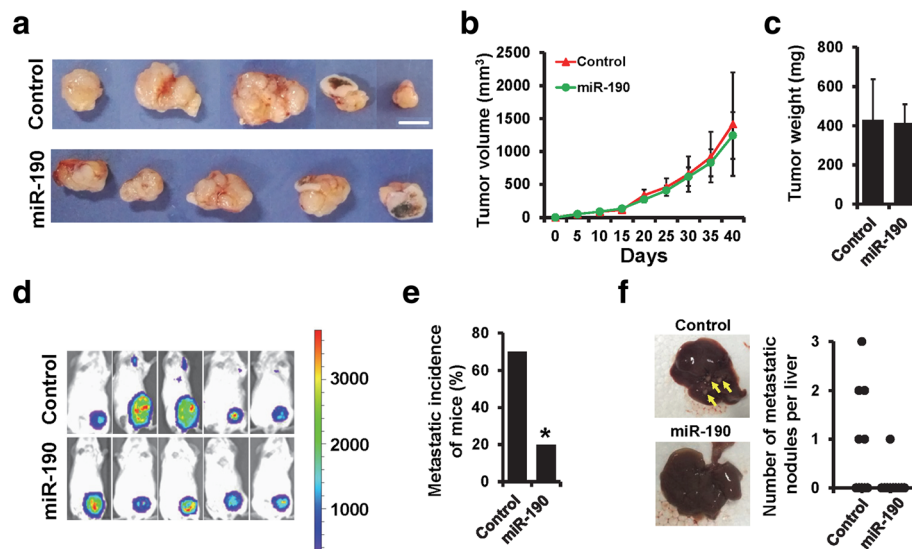 a
Control
miR-190
b
Tumor volume (mm³)
2500
2000
1500
1000
500
0
Control
miR-190
0 5 10 15 20 25 30 35 40
Days
c
Tumor weight (mg)
800
600
400
200
0
Control
miR-190
d
Control
miR-190
3000
2000
1000
e
Metastatic incidence
of mice (%)
80
60
40
20
0
*
Control
miR-190
f
Control
miR-190
Number of metastatic
nodules per liver
3
2
1
0
Control
miR-190